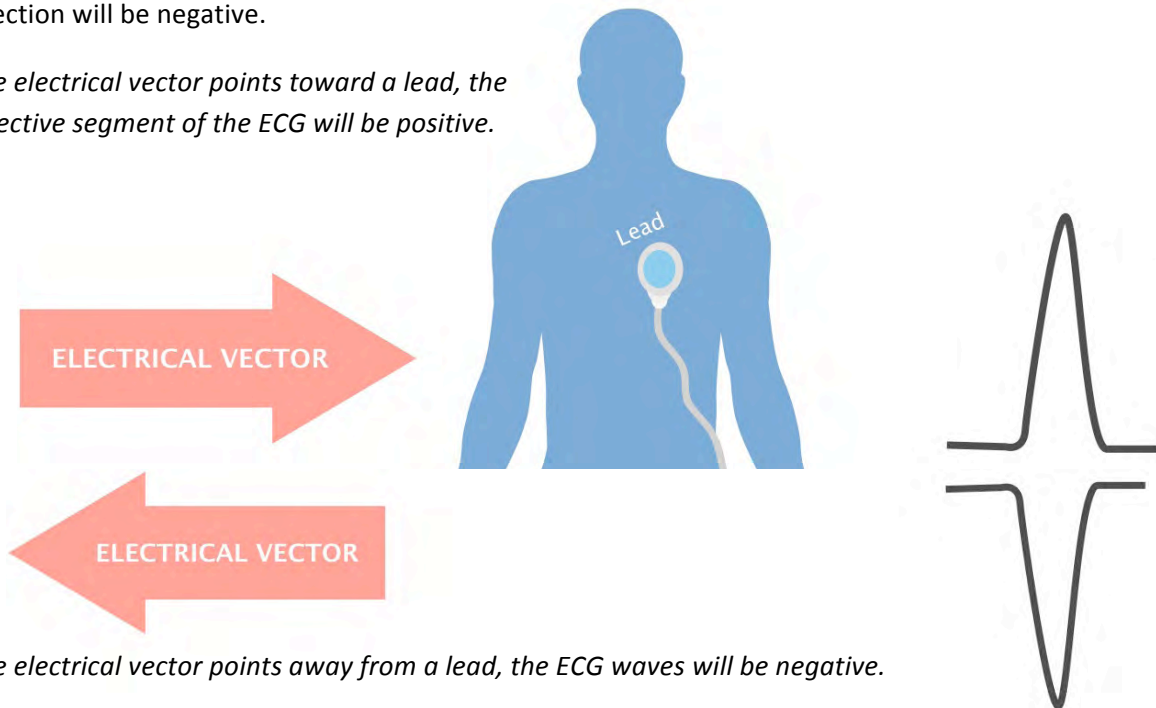 ection will be negative.
e electrical vector points toward a lead, the
ective segment of the ECG will be positive.
Lead
ELECTRICAL VECTOR
ELECTRICAL VECTOR
e electrical vector points away from a lead, the ECG waves will be negative.